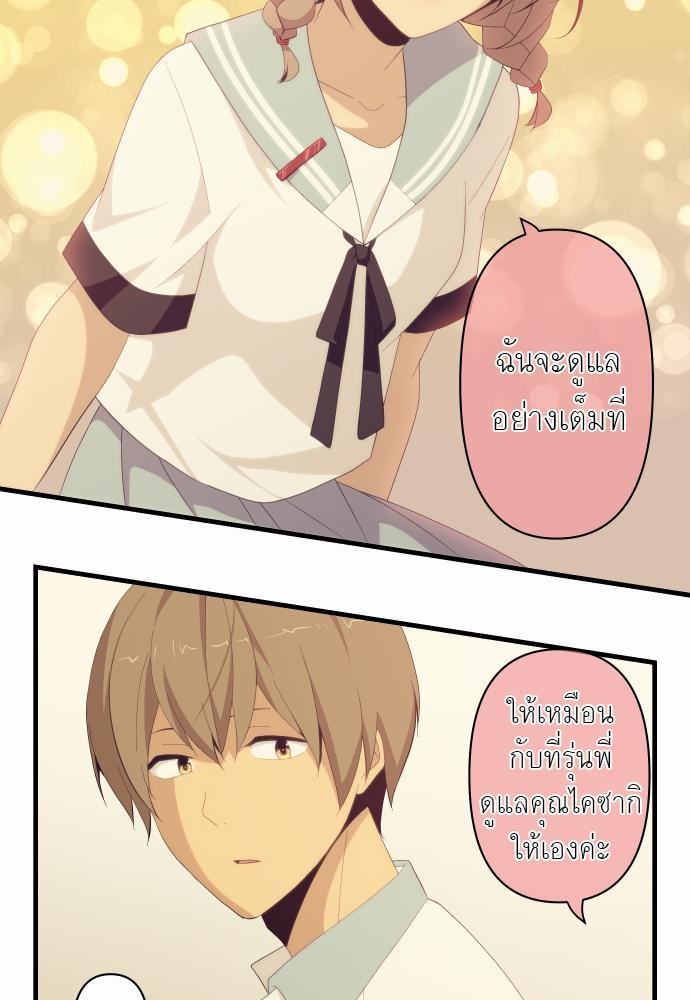 ฉันจะดูแล
อย่างเต็มที่
ให้เหมือน
กับที่รุ่นพี่
ดูแลคุณไคซากิ
ให้เองค่ะ